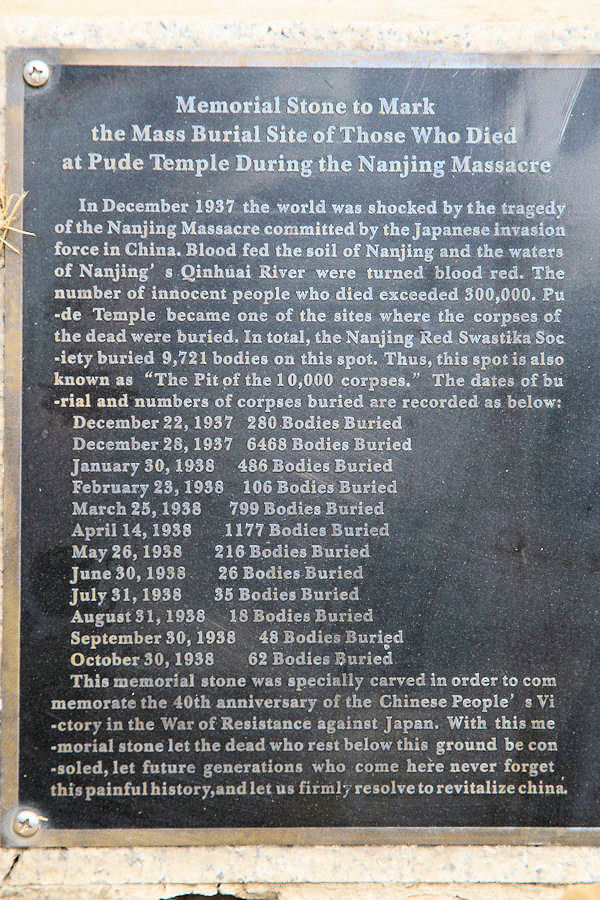 Memorial Stone to Mark
the Mass Burial Site of Those Who Died
at Pude Temple During the Nanjing Massacre
In December 1937 the world was shocked by the tragedy
of the Nanjing Massacre committed by the Japanese invasion
force in China. Blood fed the soil of Nanjing and the waters
of Nanjing's Qinhuai River were turned blood red. The
number of innocent people who died exceeded 300,000. Pu
-de Temple became one of the sites where the corpses of
the dead were buried. In total, the Nanjing Red Swastika Soc
-iety buried 9,721 bodies on this spot. Thus, this spot is also
known as “The Pit of the 10,000 corpses.” The dates of bu
-rial and numbers of corpses buried are recorded as below:
December 22, 1937 280 Bodies Buried
December 28, 1937 6468 Bodies Buried
January 30, 1938 486 Bodies Buried
February 23, 1938 106 Bodies Buried
March 25, 1938 799 Bodies Buried
April 14, 1938 1177 Bodies Buried
May 26, 1938 216 Bodies Buried
June 30, 1938 26 Bodies Buried
July 31, 1938 35 Bodies Buried
August 31, 1938 18 Bodies Buried
September 30, 1938 48 Bodies Buried
October 30, 1938 62 Bodies Buried
This memorial stone was specially carved in order to com
memorate the 40th anniversary of the Chinese People's Vi
-ctory in the War of Resistance against Japan. With this me
-morial stone let the dead who rest below this ground be con
-soled, let future generations who come here never forget
this painful history,and let us firmly resolve to revitalize china.